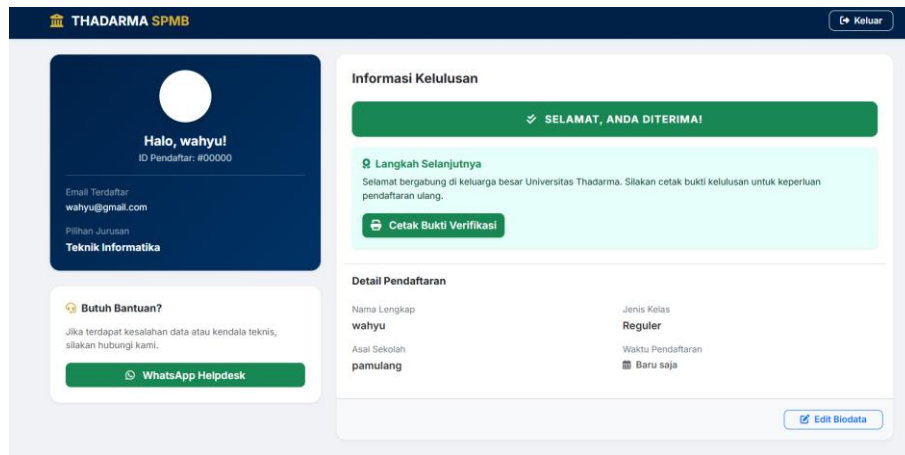 THADARMA SPMB
Keluar
Halo, wahyu!
ID Pendaftar: #00000
Email Terdaftar
wahyu@gmail.com
Pilihan Jurusan
Teknik Informatika
Butuh Bantuan?
Jika terdapat kesalahan data atau kendala teknis,
silakan hubungi kami.
WhatsApp Helpdesk
Informasi Kelulusan
SELAMAT, ANDA DITERIMA!
Langkah Selanjutnya
Selamat bergabung di keluarga besar Universitas Thadarma. Silakan cetak bukti kelulusan untuk keperluan
pendaftaran ulang.
Cetak Bukti Verifikasi
Detail Pendaftaran
Nama Lengkap
wahyu
Jenis Kelas
Reguler
Asal Sekolah
pamulang
Waktu Pendaftaran
Baru saja
Edit Biodata